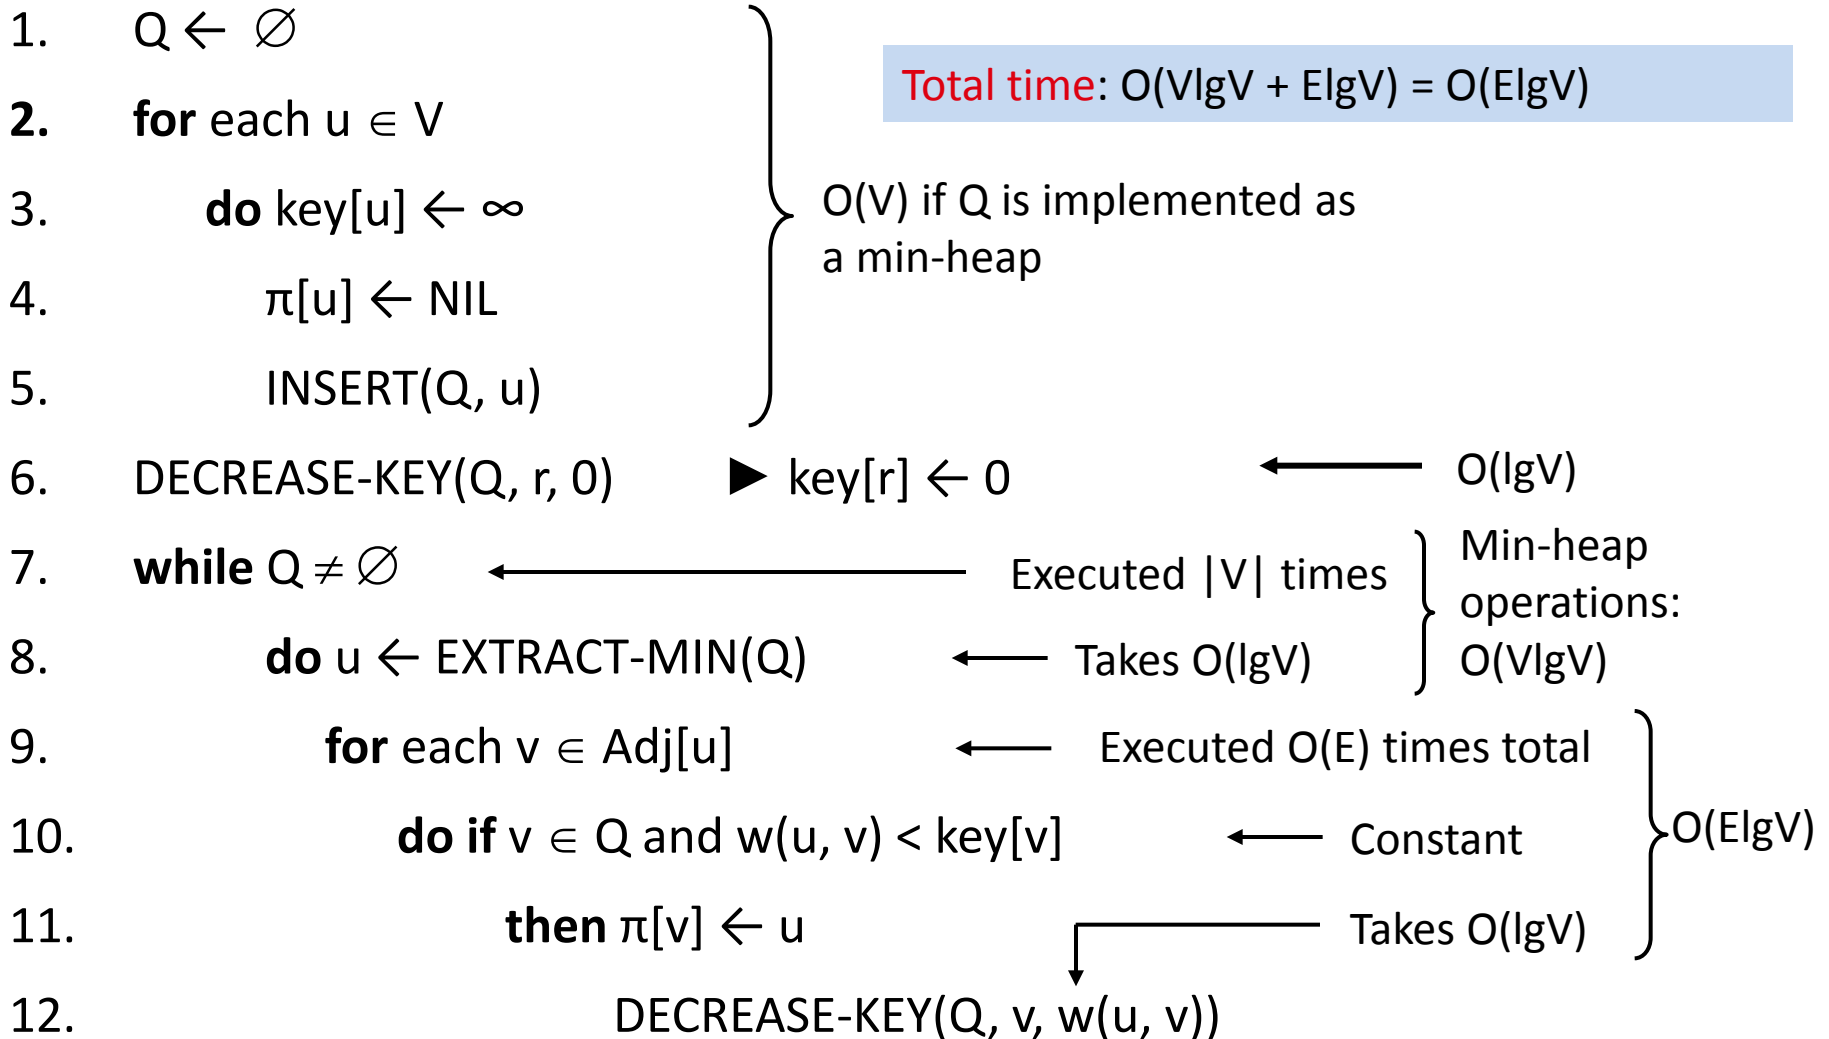 1. Q ← ∅
Total time: O(VlgV + ElgV) = O(ElgV)
2. for each u ∈ V
3. do key[u] ← ∞
O(V) if Q is implemented as
a min-heap
4. π[u] ← NIL
5. INSERT(Q, u)
6. DECREASE-KEY(Q, r, 0) ► key[r] ← 0
O(lgV)
7. while Q ≠ ∅
Executed |V| times
Min-heap
operations:
O(VlgV)
8. do u ← EXTRACT-MIN(Q)
Takes O(lgV)
9. for each v ∈ Adj[u]
Executed O(E) times total
10. do if v ∈ Q and w(u, v) < key[v]
Constant
O(ElgV)
11. then π[v] ← u
Takes O(lgV)
12. DECREASE-KEY(Q, v, w(u, v))